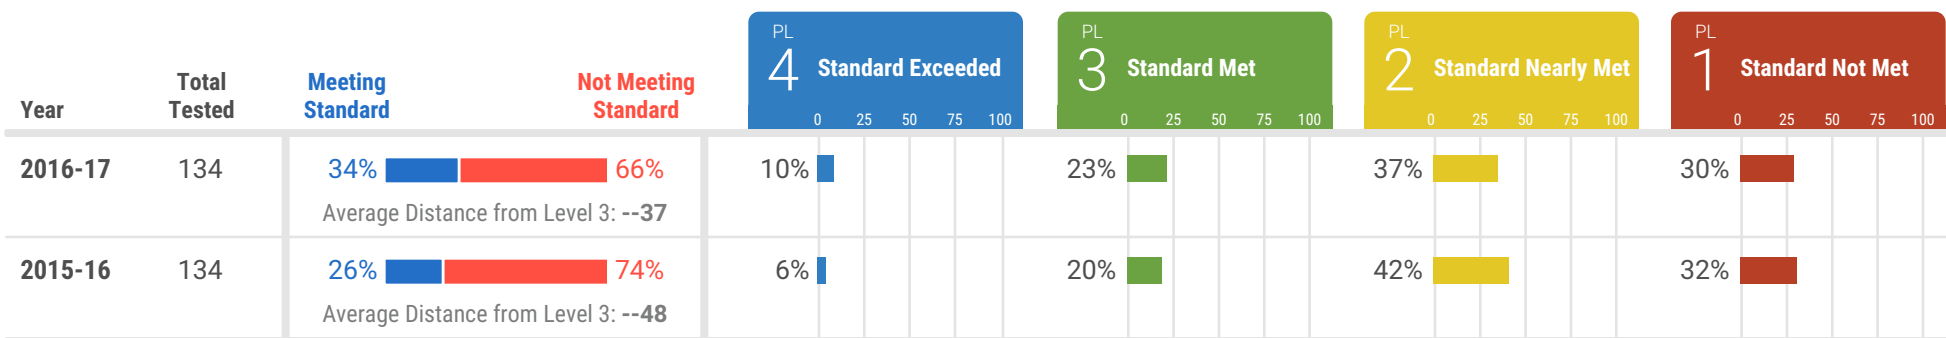 PL
4 Standard Exceeded
PL
3 Standard Met
PL
2 Standard Nearly Met
PL
1 Standard Not Met
Year
Total
Tested
Meeting
Standard
Not Meeting
Standard
0 25 50 75 100
0 25 50 75 100
0 25 50 75 100
0 25 50 75 100
2016-17 134 34% 66% 10% 23% 37% 30%
Average Distance from Level 3: --37
2015-16 134 26% 74% 6% 20% 42% 32%
Average Distance from Level 3: --48